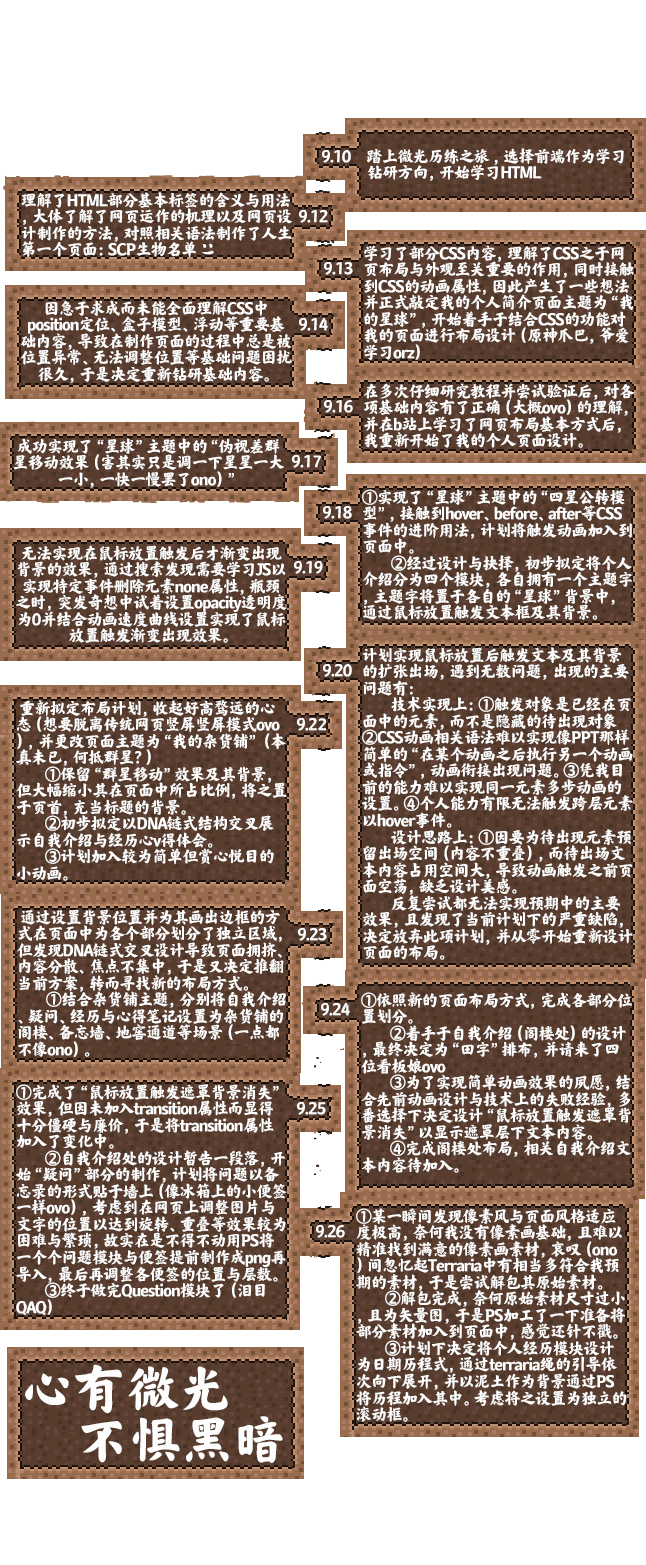 9.10
踏上微光历练之旅，选择前端作为学习
钻研方向，开始学习HTML
理解了HTML部分基本标签的含义与用法
，大体了解了网页运作的机理以及网页设
计制作的方法，对照相关语法制作了人生
第一个页面：SCP生物名单
9.12
9.13
学习了部分CSS内容，理解了CSS之于网
页布局与外观至关重要的作用，同时接触
到CSS的动画属性，因此产生了一些想法
并正式敲定我的个人简介页面主题为“我
的星球”，开始着手于结合CSS的功能对
我的页面进行布局设计（原神爪巴，爷爱
学习orz）
因急于求成而未能全面理解CSS中
position定位、盒子模型、浮动等重要基
础内容，导致在制作页面的过程中总是被
位置异常、无法调整位置等基础问题困扰
很久，于是决定重新钻研基础内容。
9.14
9.16
在多次仔细研究教程并尝试验证后，对各
项基础内容有了正确（大概ovo）的理解，
并在b站上学习了网页布局基本方式后，
我重新开始了我的个人页面设计。
成功实现了“星球”主题中的“伪视差群
星移动效果（害其实只是调一下星星一大
一小，一快一慢罢了ono）”
9.17
9.18
①实现了“星球”主题中的“四星公转模
型”，接触到hover、before、after等CSS
事件的进阶用法，计划将触发动画加入到
页面中。
②经过设计与抉择，初步拟定将个人
介绍分为四个模块，各自拥有一个主题字
，主题字将置于各自的“星球”背景中，
通过鼠标放置触发文本框及其背景。
无法实现在鼠标放置触发后才渐变出现
背景的效果，通过搜索发现需要学习JS以
实现特定事件删除元素none属性，瓶颈
之时，突发奇想中试着设置opacity透明度
为0并结合动画速度曲线设置实现了鼠标
放置触发渐变出现效果。
9.19
9.20
计划实现鼠标放置后触发文本及其背景
的扩张出场，遇到无数问题，出现的主要
问题有：
技术实现上：①触发对象是已经在页
面中的元素，而不是隐藏的待出现对象
②CSS动画相关语法难以实现像PPT那样
简单的“在某个动画之后执行另一个动画
或指令”，动画衔接出现问题。③凭我目
前的能力难以实现同一元素多步动画的
设置。④个人能力有限无法触发跨层元素
以hover事件。
设计思路上：①因要为待出现元素预
留出场空间（内容不重叠），而待出场文
本内容占用空间大，导致动画触发之前页
面空荡，缺乏设计美感。
反复尝试都无法实现预期中的主要
效果，且发现了当前计划下的严重缺陷，
决定放弃此项计划，并从零开始重新设计
页面的布局。
重新拟定布局计划，收起好高骛远的心
态（想要脱离传统网页竖屏竖屏模式ovo
），并更改页面主题为“我的杂货铺”（本
真未已，何抵群星？）
①保留“群星移动”效果及其背景，
但大幅缩小其在页面中所占比例，将之置
于页首，充当标题的背景。
②初步拟定以DNA链式结构交叉展
示自我介绍与经历心v得体会。
③计划加入较为简单但赏心悦目的
小动画。
9.22
通过设置背景位置并为其画出边框的方
式在页面中为各个部分划分了独立区域，
但发现DNA链式交叉设计导致页面拥挤、
内容分散、焦点不集中，于是又决定推翻
当前方案，转而寻找新的布局方式。
①结合杂货铺主题，分别将自我介绍
、疑问、经历与心得笔记设置为杂货铺的
阁楼、备忘墙、地窖通道等场景（一点都
不像ono）。
9.23
9.24
①依照新的页面布局方式，完成各部分位
置划分。
②着手于自我介绍（阁楼处）的设计
，最终决定为“田字”排布，并请来了四
位看板娘ovo
③为了实现简单动画效果的夙愿，结
合先前动画设计与技术上的失败经验，多
番选择下决定设计“鼠标放置触发遮罩背
景消失”以显示遮罩层下文本内容。
④完成阁楼处布局，相关自我介绍文
本内容待加入。
①完成了“鼠标放置触发遮罩背景消失”
效果，但因未加入transition属性而显得
十分僵硬与廉价，于是将transition属性
加入了变化中。
②自我介绍处的设计暂告一段落，开
始“疑问”部分的制作，计划将问题以备
忘录的形式贴于墙上（像冰箱上的小便签
一样ovo），考虑到在网页上调整图片与
文字的位置以达到旋转、重叠等效果较为
困难与繁琐，故实在是不得不动用PS将
一个个问题模块与便签提前制作成png再
导入，最后再调整各便签的位置与层数。
③终于做完Question模块了（泪目
QAQ）
9.25
9.26
①某一瞬间发现像素风与页面风格适应
度极高，奈何我没有像素画基础，且难以
精准找到满意的像素画素材，哀叹（ono
）间忽忆起Terraria中有相当多符合我预
期的素材，于是尝试解包其原始素材。
②解包完成，奈何原始素材尺寸过小
，且为矢量图，于是PS加工了一下准备将
部分素材加入到页面中，感觉还针不戳。
③计划下决定将个人经历模块设计
为日期历程式，通过terraria绳的引导依
次向下展开，并以泥土作为背景通过PS
将历程加入其中。考虑将之设置为独立的
滚动框。
心有微光
不惧黑暗